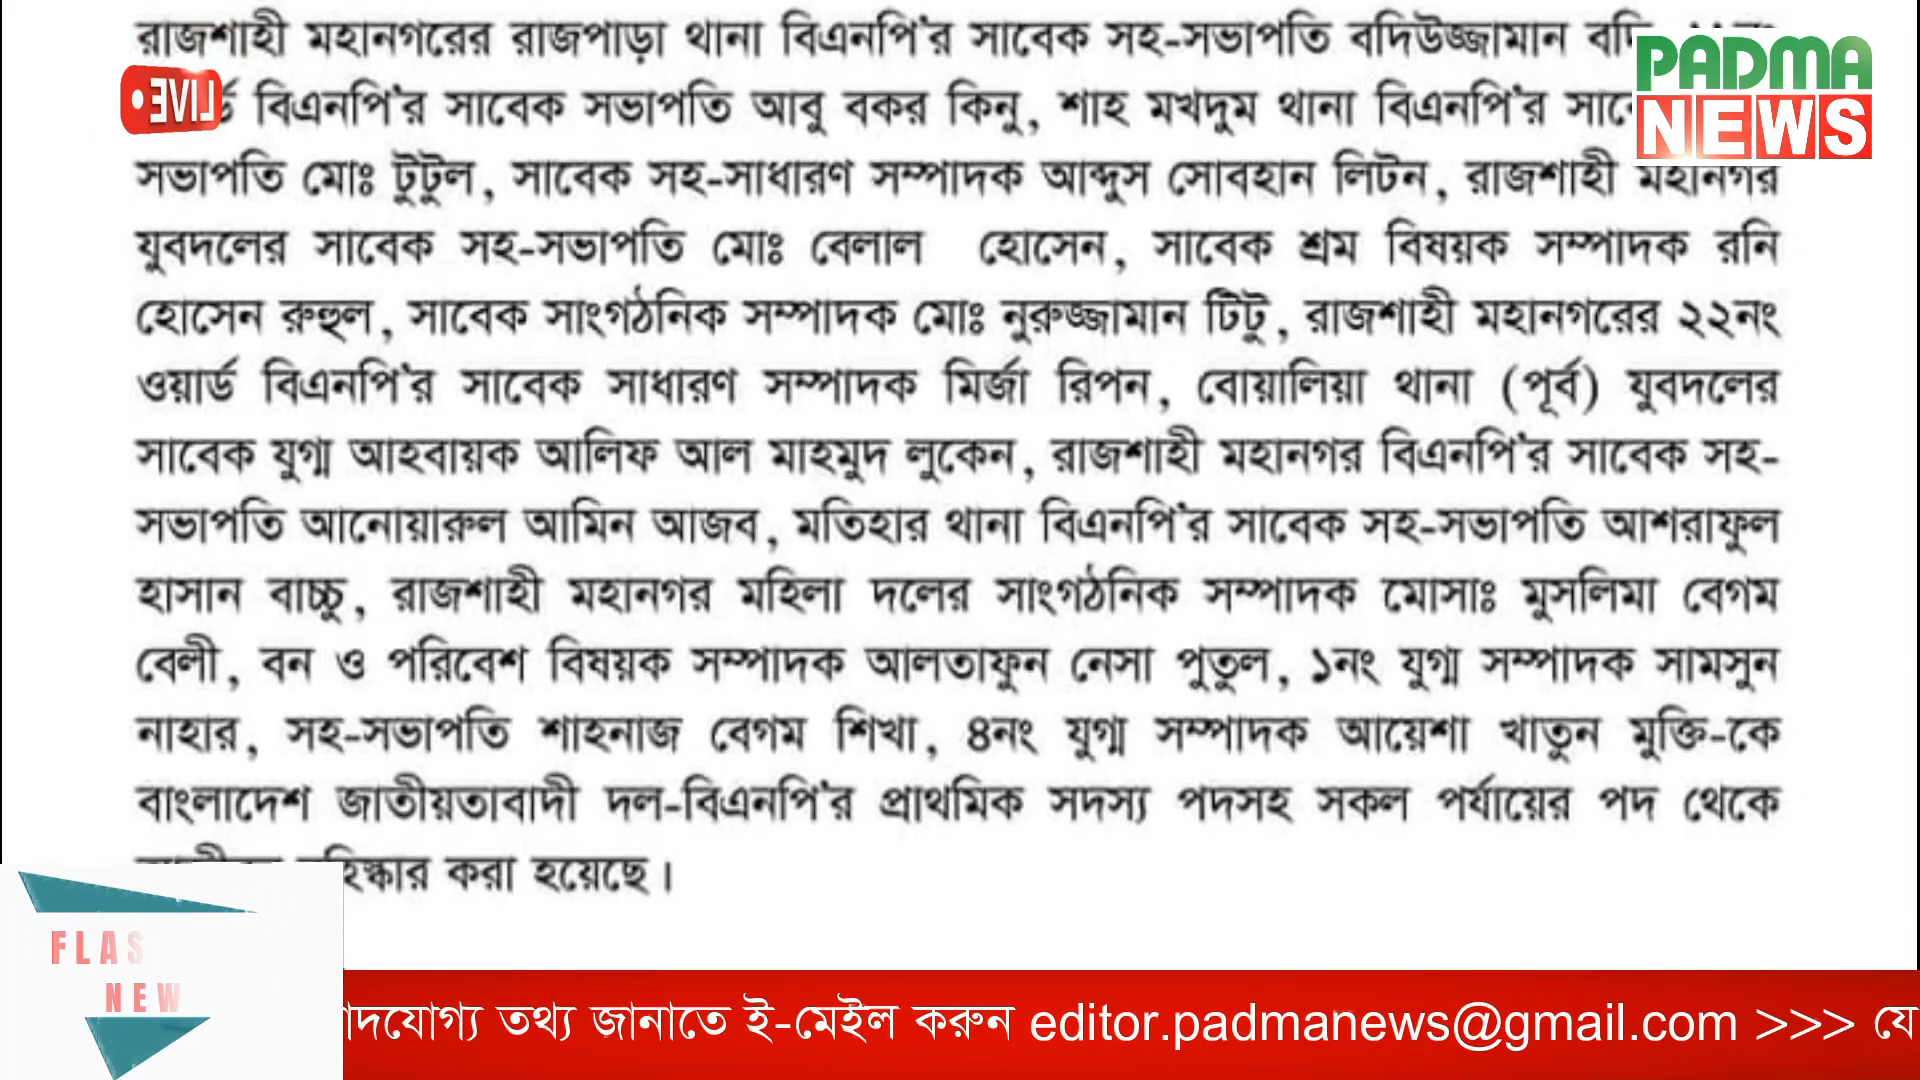 রাজশাহী মহানগরের রাজপাড়া থানা বিএনপি'র সাবেক সহ-সভাপতি বদিউজ্জামান
PADMA
NEWS
LIVE
বিএনপি'র সাবেক সভাপতি আবু বকর কিনু, শাহ মখদুম থানা বিএনপি'র
সভাপতি মোঃ টুটুল, সাবেক সহ-সাধারণ সম্পাদক আব্দুস সোবহান লিটন, রাজশাহী মহানগর
যুবদলের সাবেক সহ-সভাপতি মোঃ বেলাল হোসেন, সাবেক শ্রম বিষয়ক সম্পাদক রনি
হোসেন রুহুল, সাবেক সাংগঠনিক সম্পাদক মোঃ নুরুজ্জামান টিটু, রাজশাহী মহানগরের ২২নং
ওয়ার্ড বিএনপি'র সাবেক সাধারণ সম্পাদক মির্জা রিপন, বোয়ালিয়া থানা (পূর্ব) যুবদলের
সাবেক যুগ্ম আহবায়ক আলিফ আল মাহমুদ লুকেন, রাজশাহী মহানগর বিএনপি'র সাবেক সহ-
সভাপতি আনোয়ারুল আমিন আজব, মতিহার থানা বিএনপি'র সাবেক সহ-সভাপতি আশরাফুল
হাসান বাচ্চু, রাজশাহী মহানগর মহিলা দলের সাংগঠনিক সম্পাদক মোসাঃ মুসলিমা বেগম
বেলী, বন ও পরিবেশ বিষয়ক সম্পাদক আলতাফুন নেসা পুতুল, ১নং যুগ্ম সম্পাদক সামসুন
নাহার, সহ-সভাপতি শাহনাজ বেগম শিখা, ৪নং যুগ্ম সম্পাদক আয়েশা খাতুন মুক্তি-কে
বাংলাদেশ জাতীয়তাবাদী দল-বিএনপি'র প্রাথমিক সদস্য পদসহ সকল পর্যায়ের পদ থেকে
করা হয়েছে।
FLAS
NEW
তথ্য জানাতে ই-মেইল করুন editor.padmanews@gmail.com >>> যে